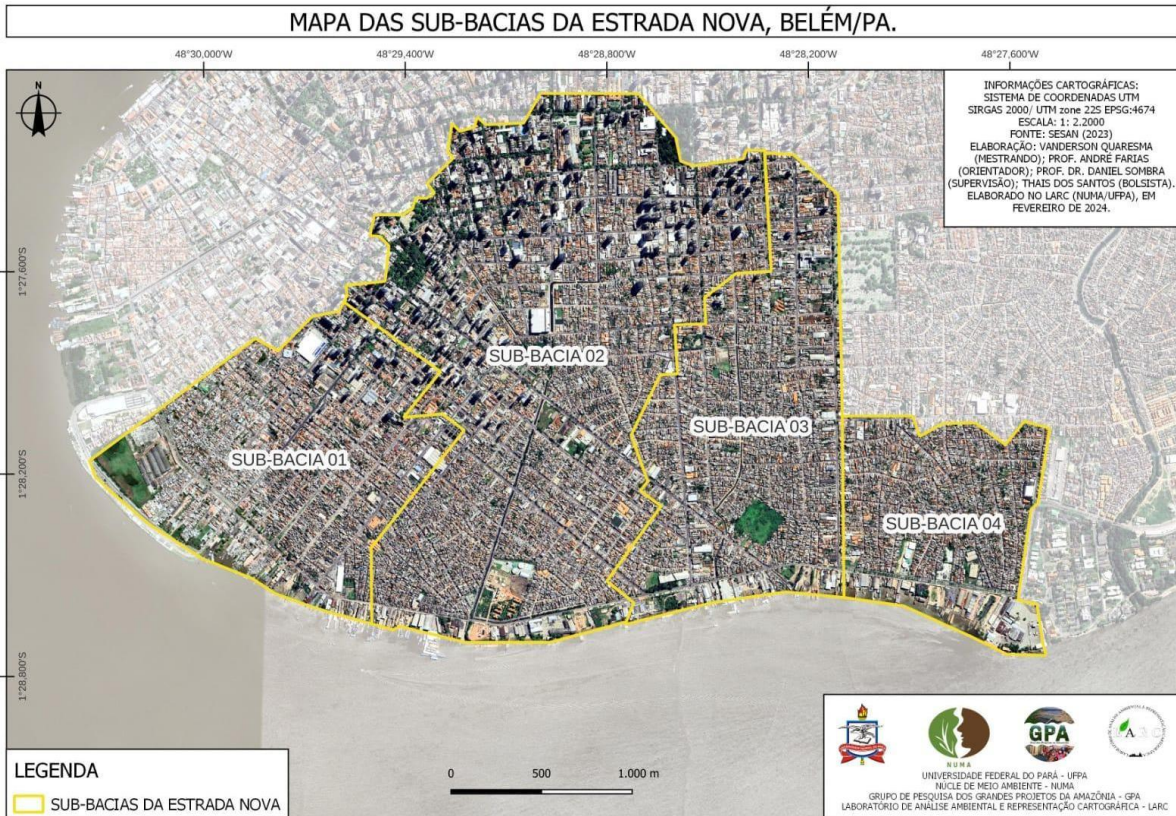 MAPA DAS SUB-BACIAS DA ESTRADA NOVA, BELÉM/PA.
48°30,000'W
48°29,400'W
48°28,800'W
48°28,200'W
48°27,600'W
N
INFORMAÇÕES CARTOGRÁFICAS:
SISTEMA DE COORDENADAS UTM
SIRGAS 2000/ UTM zone 22S EPSG:4674
ESCALA: 1: 2.2000
FONTE: SESAN (2023)
ELABORAÇÃO: VANDERSON QUARESMA
(MESTRANDO); PROF. ANDRÉ FARIAS
(ORIENTADOR); PROF. DR. DANIEL SOMBRA
(SUPERVISÃO); THAIS DOS SANTOS (BOLSISTA).
ELABORADO NO LARC (NUMA/UFPA), EM
FEVEREIRO DE 2024.
1°27,600'S
1°28,200'S
1°28,800'S
SUB-BACIA 02
SUB-BACIA 03
SUB-BACIA 01
SUB-BACIA 04
LEGENDA
SUB-BACIAS DA ESTRADA NOVA
0 500 1.000 m
NUMA
GPA
UNIVERSIDADE FEDERAL DO PARÁ - UFPA
NÚCLE DE MEIO AMBIENTE - NUMA
GRUPO DE PESQUISA DOS GRANDES PROJETOS DA AMAZÔNIA - GPA
LABORATÓRIO DE ANÁLISE AMBIENTAL E REPRESENTAÇÃO CARTOGRÁFICA - LARC